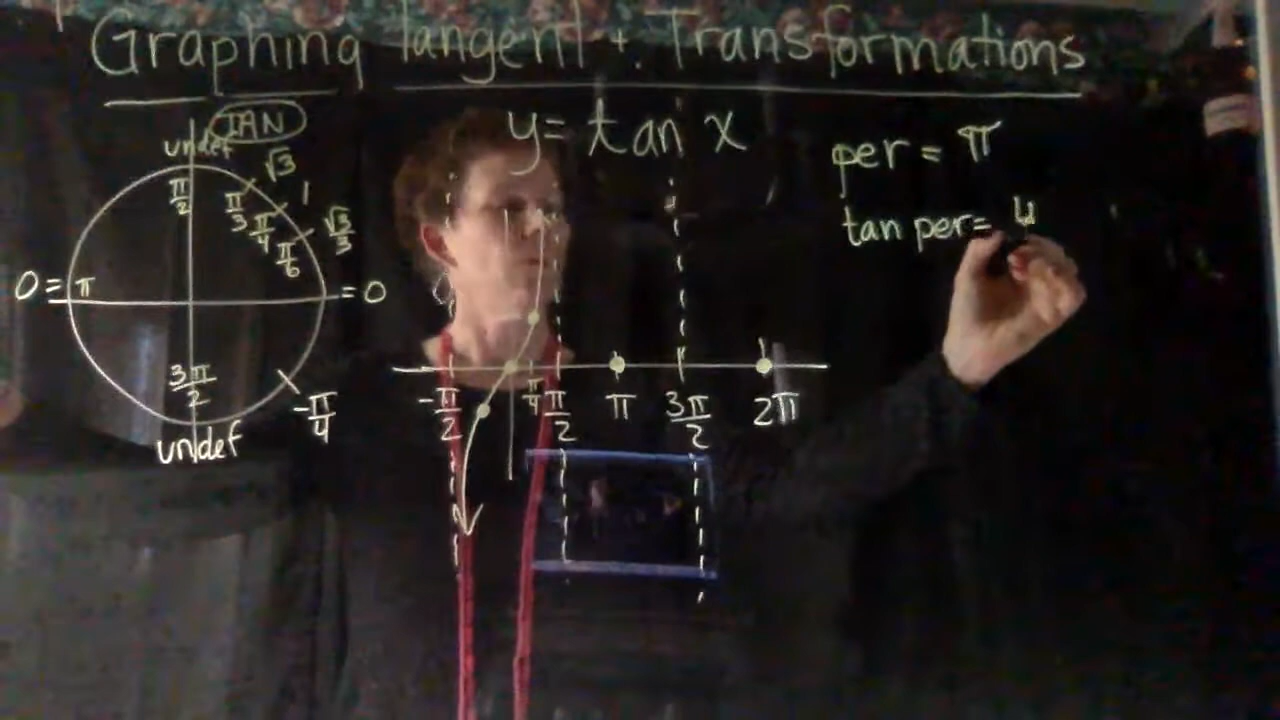 Graphing Tangent + Transformations
TAN
y = tan x
per = π
tan per =
undef
π/2
√3
π/3
1
π/4
√3/3
π/6
0 = π
= 0
3π/2
-π/4
undef
-π/2
π/4
π/2
π
3π/2
2π